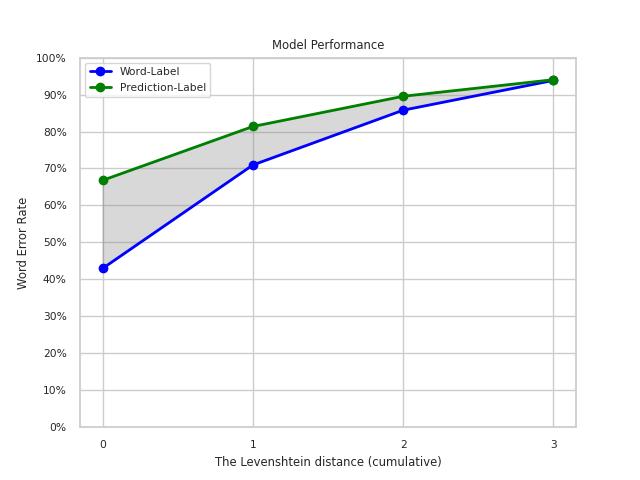 Model Performance
Word-Label
Prediction-Label
Word Error Rate
100%
90%
80%
70%
60%
50%
40%
30%
20%
10%
0%
0 1 2 3
The Levenshtein distance (cumulative)